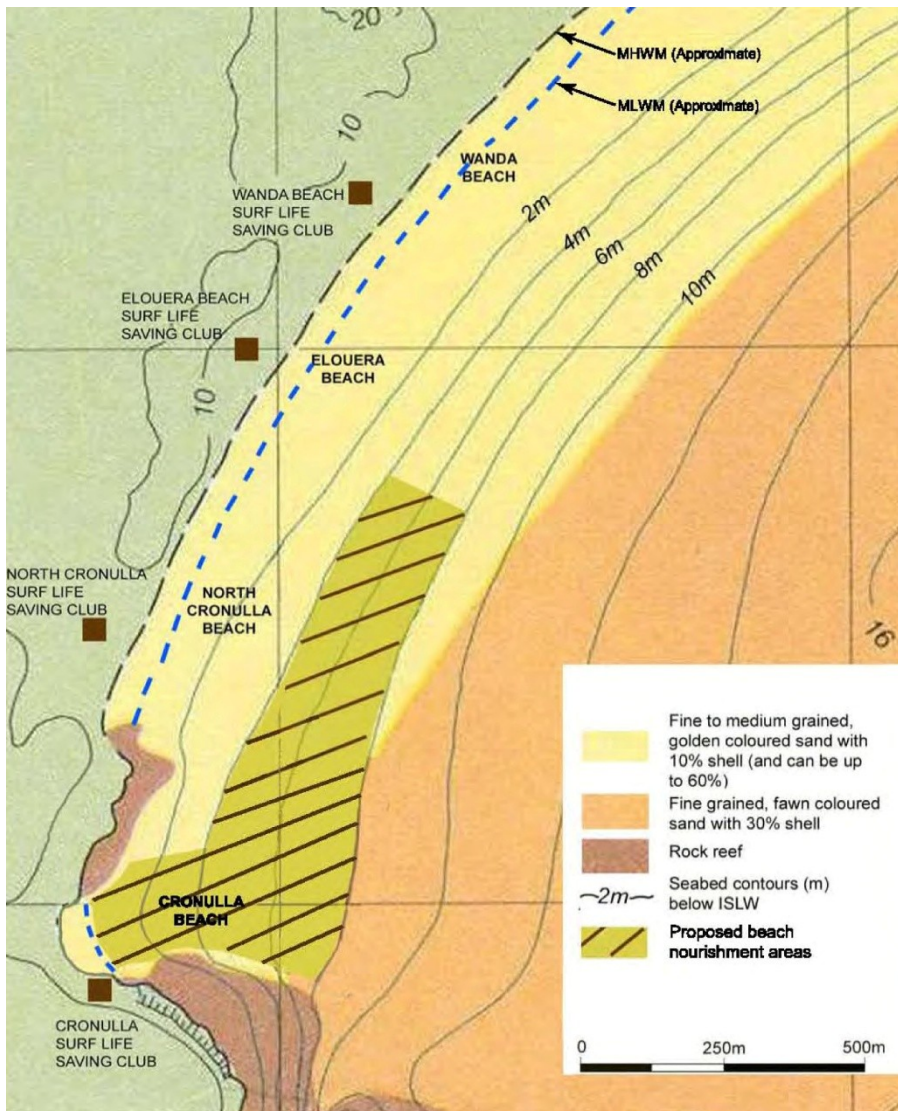 20
MHWM (Approximate)
MLWM (Approximate)
10
WANDA
BEACH
WANDA BEACH
SURF LIFE
SAVING CLUB
2m
4m
6m
8m
10m
ELOUERA BEACH
SURF LIFE
SAVING CLUB
ELOUERA
BEACH
10
NORTH CRONULLA
SURF LIFE
SAVING CLUB
NORTH
CRONULLA
BEACH
16
Fine to medium grained,
golden coloured sand with
10% shell (and can be up
to 60%)
Fine grained, fawn coloured
sand with 30% shell
Rock reef
2m
Seabed contours (m)
below ISLW
Proposed beach
nourishment areas
CRONULLA
BEACH
CRONULLA
SURF LIFE
SAVING CLUB
0 250m 500m